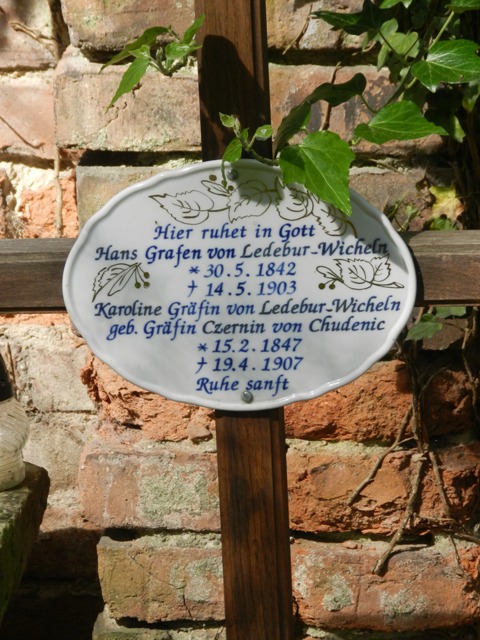 Hier ruhet in Gott
Hans Grafen von Ledebur-Wicheln
* 30.5.1842
† 14.5.1903
Karoline Gräfin von Ledebur-Wicheln
geb. Gräfin Czernin von Chudenic
* 15.2.1847
† 19.4.1907
Ruhe sanft